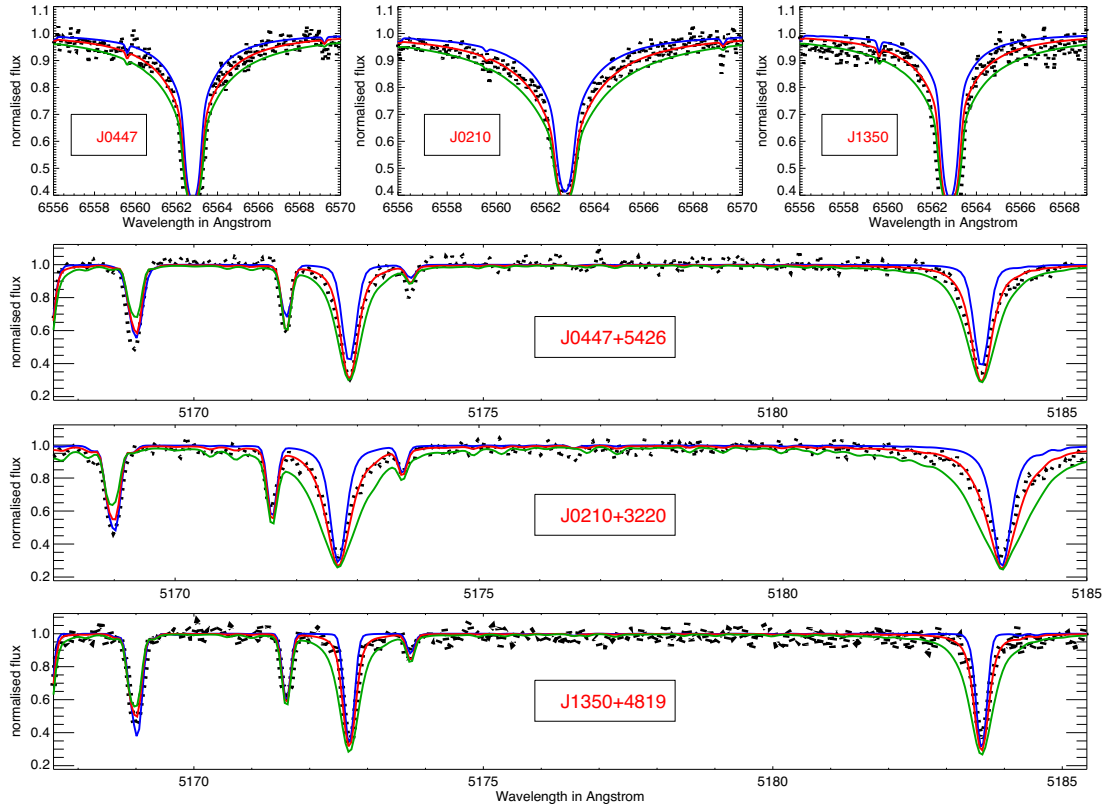 1.1 1.0 0.9 0.8 0.7 0.6 0.5 0.4
normalised flux
J0447
6556 6558 6560 6562 6564 6566 6568 6570
Wavelength in Angstrom
1.1 1.0 0.9 0.8 0.7 0.6 0.5 0.4
normalised flux
J0210
6556 6558 6560 6562 6564 6566 6568 6570
Wavelength in Angstrom
1.1 1.0 0.9 0.8 0.7 0.6 0.5 0.4
normalised flux
J1350
6556 6558 6560 6562 6564 6566 6568
Wavelength in Angstrom
1.0 0.8 0.6 0.4 0.2
normalised flux
J0447+5426
5170 5175 5180 5185
1.0 0.8 0.6 0.4 0.2
normalised flux
J0210+3220
5170 5175 5180 5185
1.0 0.8 0.6 0.4 0.2
normalised flux
J1350+4819
5170 5175 5180 5185
Wavelength in Angstrom